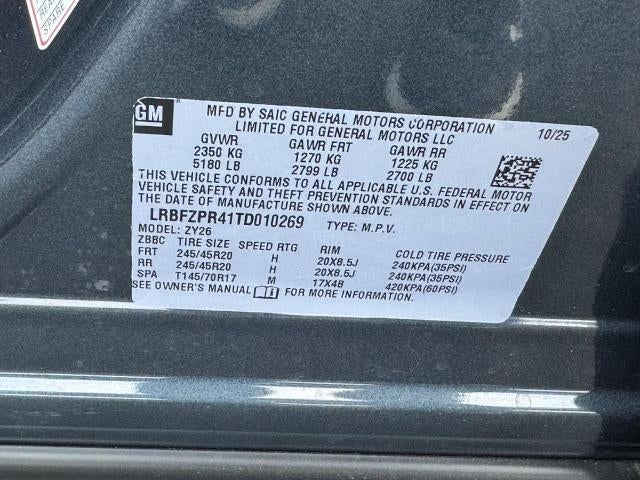 REAR
SPARE
GM
MFD BY SAIC GENERAL MOTORS CORPORATION
LIMITED FOR GENERAL MOTORS LLC
10/25
GVWR GAWR FRT GAWR RR
2350 KG 1270 KG 1225 KG
5180 LB 2799 LB 2700 LB
THIS VEHICLE CONFORMS TO ALL APPLICABLE U.S. FEDERAL MOTOR
VEHICLE SAFETY AND THEFT PREVENTION STANDARDS IN EFFECT ON
THE DATE OF MANUFACTURE SHOWN ABOVE.
LRBFZPR41TD010269 TYPE: M.P.V.
MODEL: ZY26
ZBBC TIRE SIZE SPEED RTG RIM COLD TIRE PRESSURE
FRT 245/45R20 H 20X8.5J 240KPA(35PSI)
RR 245/45R20 H 20X8.5J 240KPA(35PSI)
SPA T145/70R17 M 17X4B 420KPA(60PSI)
SEE OWNER'S MANUAL FOR MORE INFORMATION.